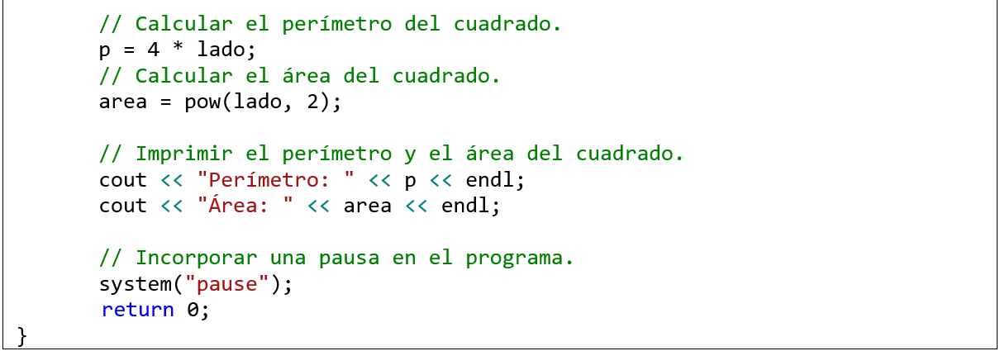 // Calcular el perímetro del cuadrado.
p = 4 * lado;
// Calcular el área del cuadrado.
area = pow(lado, 2);
// Imprimir el perímetro y el área del cuadrado.
cout << "Perímetro: " << p << endl;
cout << "Área: " << area << endl;
// Incorporar una pausa en el programa.
system("pause");
return 0;
}